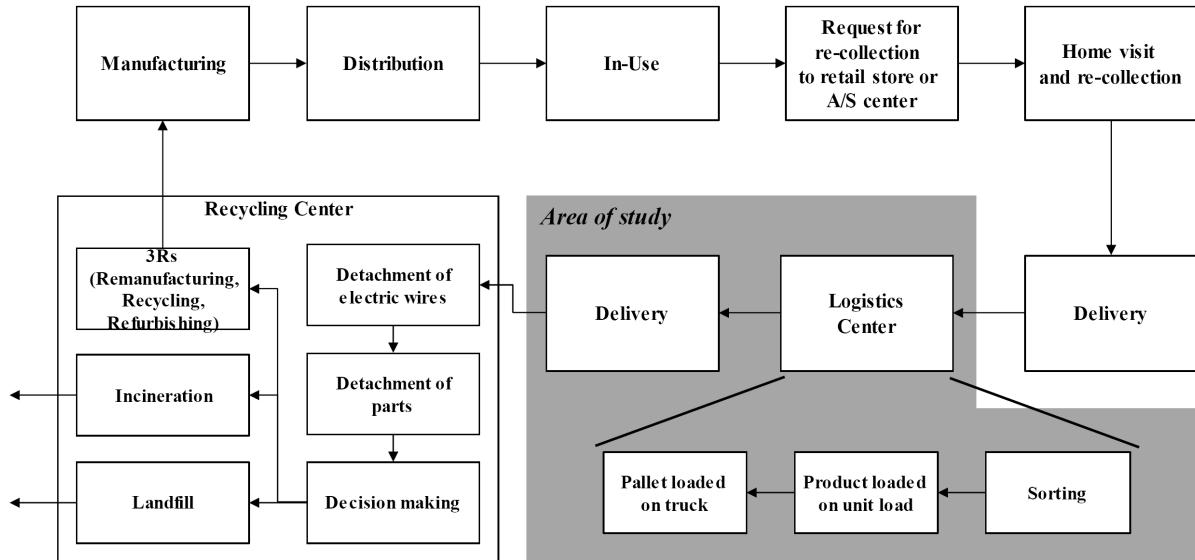 Manufacturing
Distribution
In-Use
Request for
re-collection
to retail store or
A/S center
Home visit
and re-collection
Recycling Center
3Rs
(Remanufacturing,
Recycling,
Refurbishing)
Incineration
Landfill
Detachment of
electric wires
Detachment of
parts
Decision making
Area of study
Delivery
Logistics
Center
Delivery
Pallet loaded
on truck
Product loaded
on unit load
Sorting